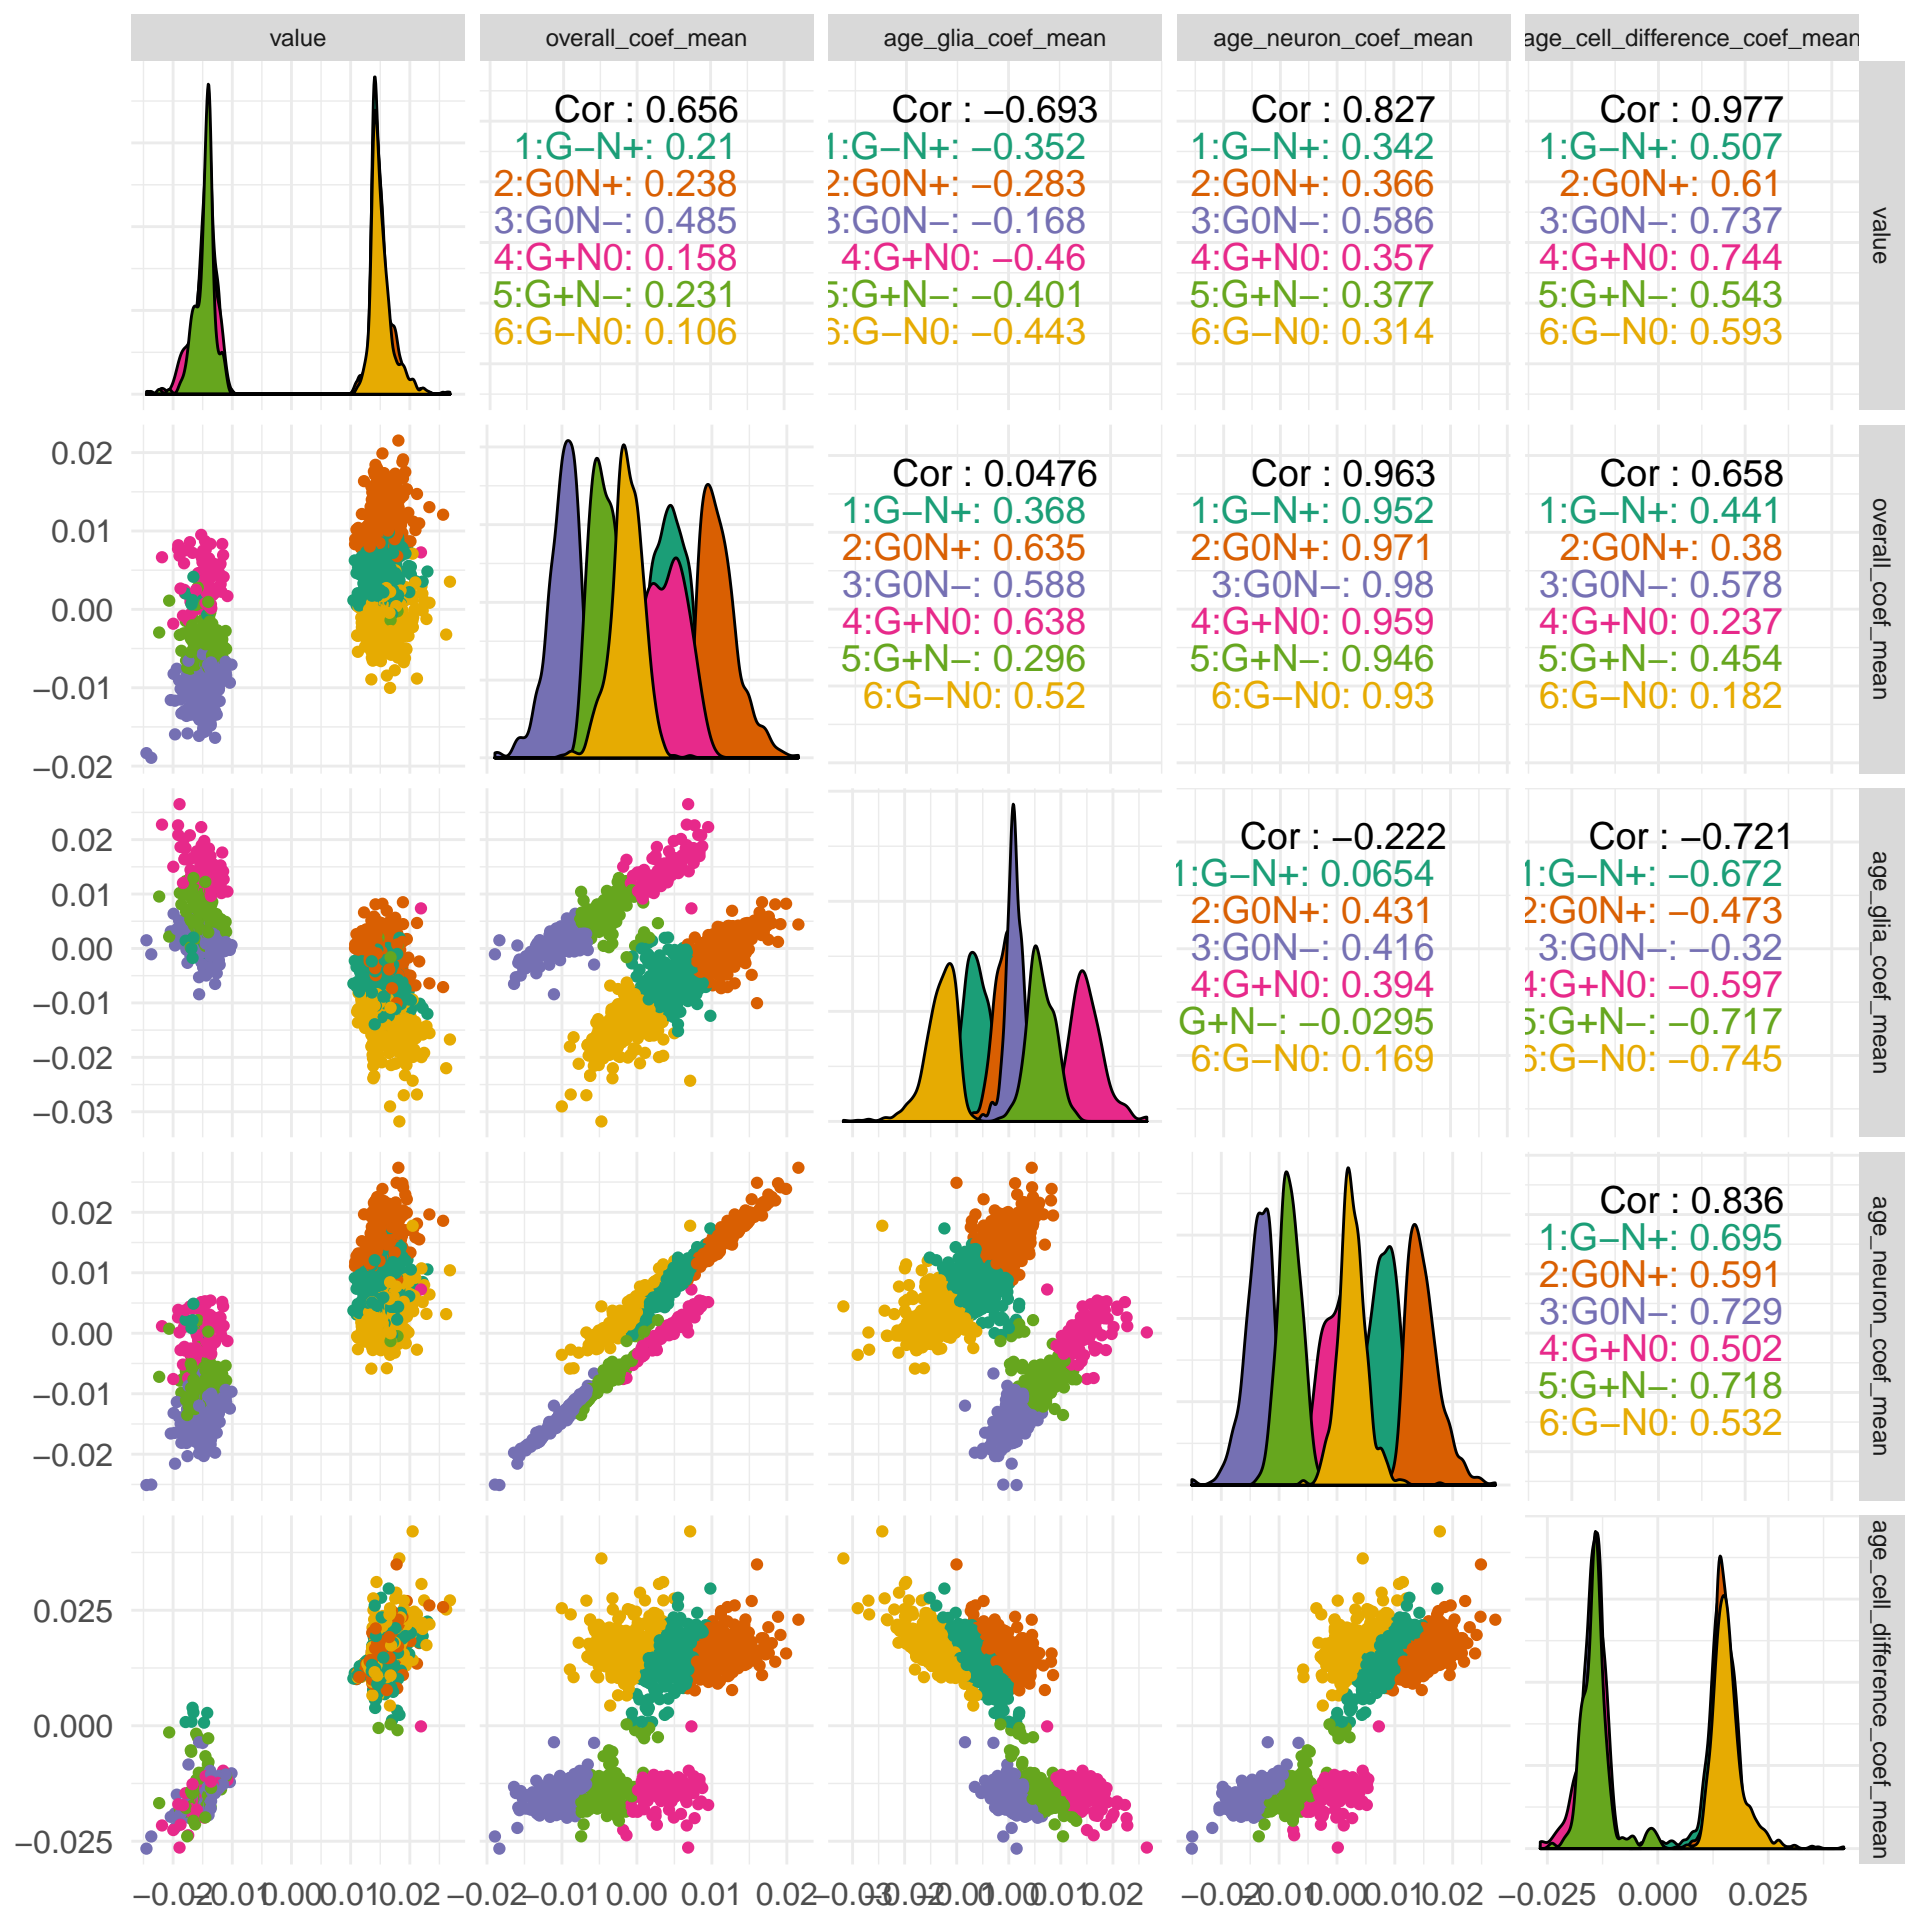 value
overall_coef_mean
age_glia_coef_mean
age_neuron_coef_mean
age_cell_difference_coef_mean
Cor : 0.656
1:G−N+: 0.21
2:G0N+: 0.238
3:G0N−: 0.485
4:G+N0: 0.158
5:G+N−: 0.231
6:G−N0: 0.106
Cor : −0.693
1:G−N+: −0.352
2:G0N+: −0.283
3:G0N−: −0.168
4:G+N0: −0.46
5:G+N−: −0.401
6:G−N0: −0.443
Cor : 0.827
1:G−N+: 0.342
2:G0N+: 0.366
3:G0N−: 0.586
4:G+N0: 0.357
5:G+N−: 0.377
6:G−N0: 0.314
Cor : 0.977
1:G−N+: 0.507
2:G0N+: 0.61
3:G0N−: 0.737
4:G+N0: 0.744
5:G+N−: 0.543
6:G−N0: 0.593
value
0.02
0.01
0.00
−0.01
−0.02
Cor : 0.0476
1:G−N+: 0.368
2:G0N+: 0.635
3:G0N−: 0.588
4:G+N0: 0.638
5:G+N−: 0.296
6:G−N0: 0.52
Cor : 0.963
1:G−N+: 0.952
2:G0N+: 0.971
3:G0N−: 0.98
4:G+N0: 0.959
5:G+N−: 0.946
6:G−N0: 0.93
Cor : 0.658
1:G−N+: 0.441
2:G0N+: 0.38
3:G0N−: 0.578
4:G+N0: 0.237
5:G+N−: 0.454
6:G−N0: 0.182
overall_coef_mean
0.02
0.01
0.00
−0.01
−0.02
−0.03
Cor : −0.222
1:G−N+: 0.0654
2:G0N+: 0.431
3:G0N−: 0.416
4:G+N0: 0.394
G+N−: −0.0295
6:G−N0: 0.169
Cor : −0.721
1:G−N+: −0.672
2:G0N+: −0.473
3:G0N−: −0.32
4:G+N0: −0.597
5:G+N−: −0.717
6:G−N0: −0.745
age_glia_coef_mean
0.02
0.01
0.00
−0.01
−0.02
Cor : 0.836
1:G−N+: 0.695
2:G0N+: 0.591
3:G0N−: 0.729
4:G+N0: 0.502
5:G+N−: 0.718
6:G−N0: 0.532
age_neuron_coef_mean
0.025
0.000
−0.025
age_cell_difference_coef_mean
−0.02 −0.01 0.00 0.01 0.02 −0.02 −0.01 0.00 0.01 0.02 −0.03 −0.02 −0.01 0.00 0.01 0.02 −0.02 −0.01 0.00 0.01 0.02 −0.025 0.000 0.025